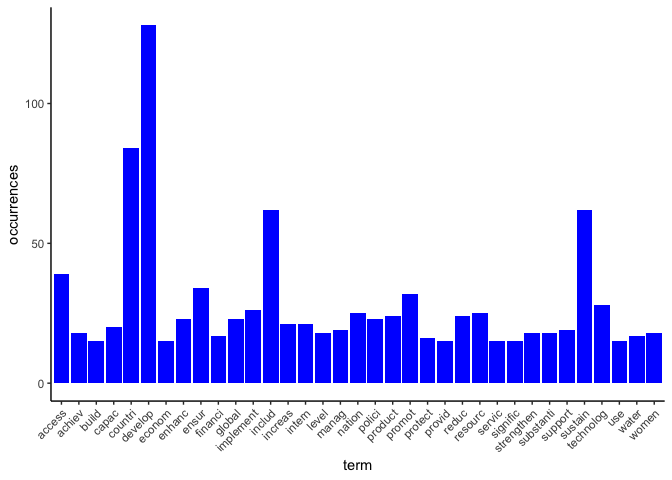 occurrences
100
50
0
access
achiev
build
capac
countri
develop
econom
enhanc
ensur
financi
global
implement
includ
increas
intern
level
manag
nation
polici
product
promot
protect
provid
reduc
resourc
servic
signific
strengthen
substanti
support
sustain
technolog
use
water
women
term